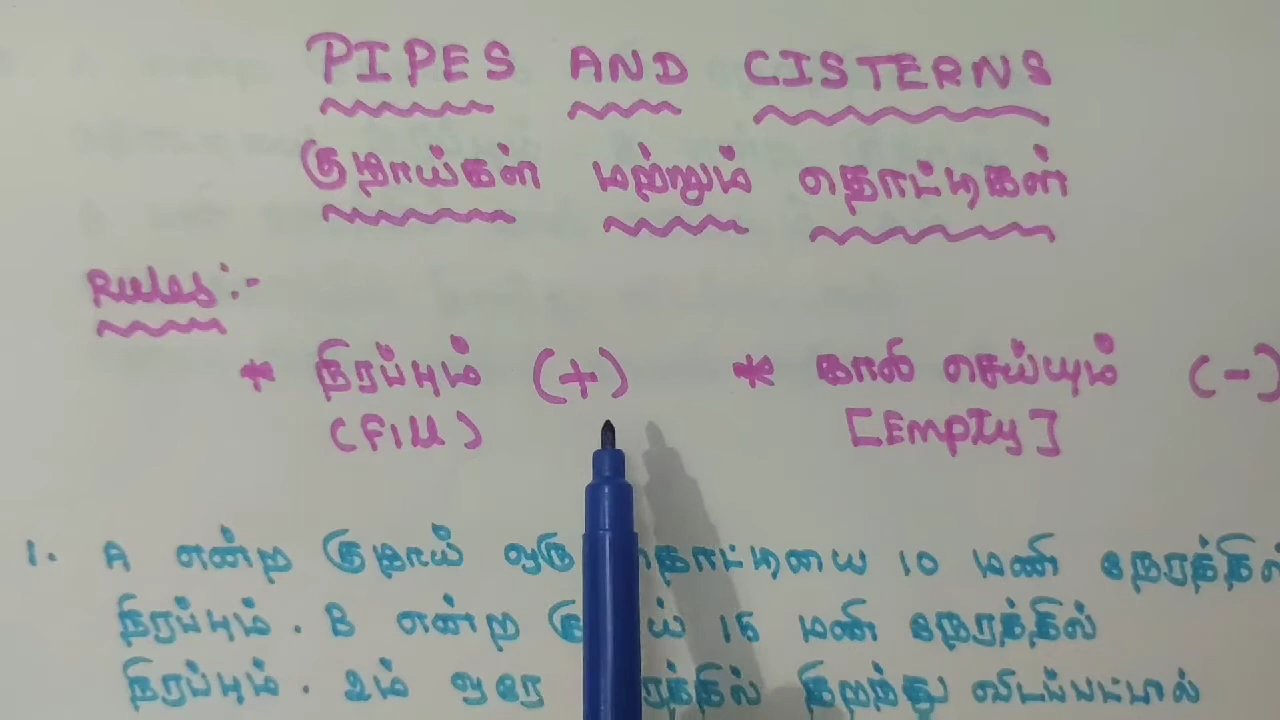 PIPES AND CISTERNS
குழாய்கள் மற்றும் தொட்டிகள்
Rules:-
* நிரப்பும் (+) * காலி செய்யும் (-)
(Fill) [Empty]
1. A என்ற குழாய் ஒரு 10 மணி நேரத்தில்
நிரப்பும். B என்ற 15 மணி நேரத்தில்
நிரப்பும். உம் ஒரே திறந்து விடப்பட்டால்